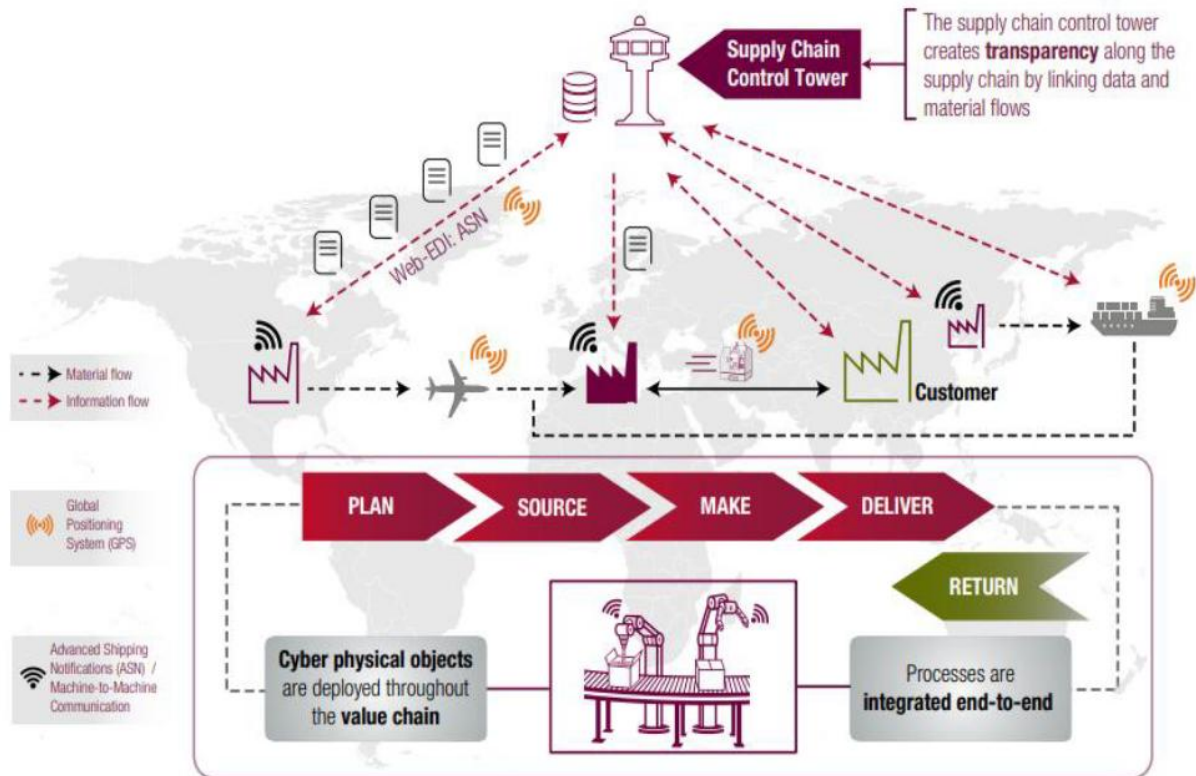 Supply Chain
Control Tower
The supply chain control tower
creates transparency along the
supply chain by linking data and
material flows
Web-EDI: ASN
Material flow
Information flow
Customer
Global
Positioning
System (GPS)
PLAN
SOURCE
MAKE
DELIVER
RETURN
Advanced Shipping
Notifications (ASN) /
Machine-to-Machine
Communication
Cyber physical objects
are deployed throughout
the value chain
Processes are
integrated end-to-end